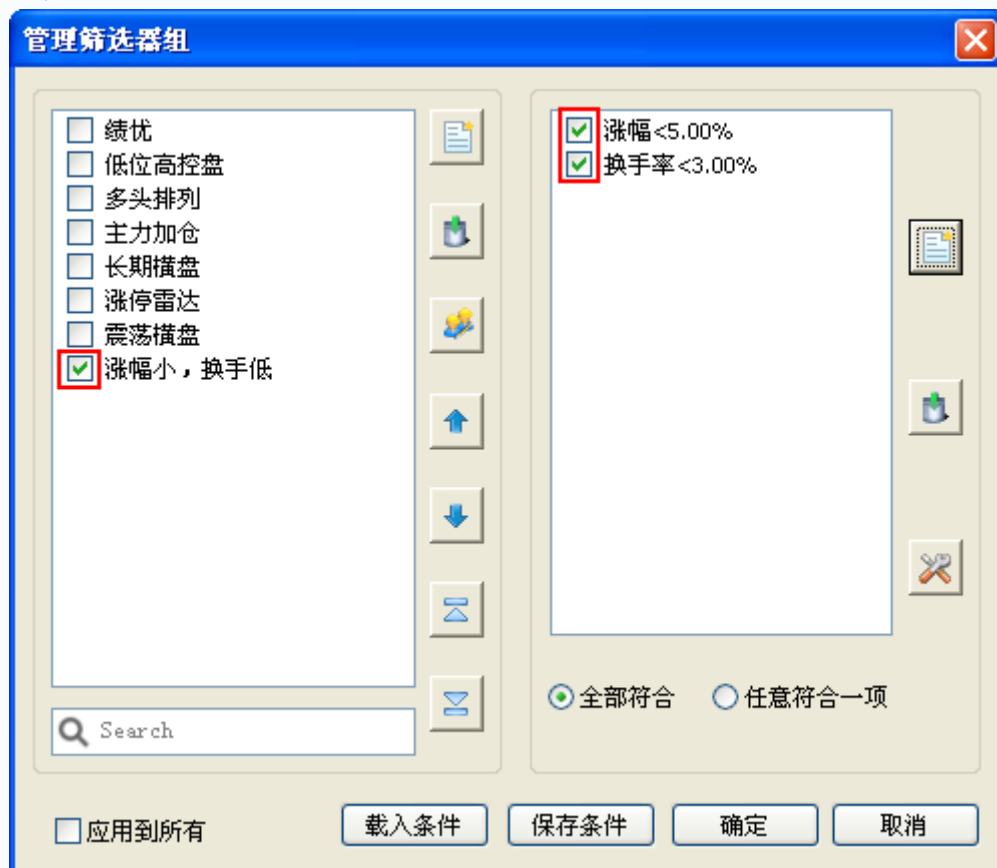 管理筛选器组
绩优
低位高控盘
多头排列
主力加仓
长期横盘
涨停雷达
震荡横盘
涨幅小，换手低
Search
涨幅<5.00%
换手率<3.00%
全部符合 任意符合一项
应用到所有 载入条件 保存条件 确定 取消